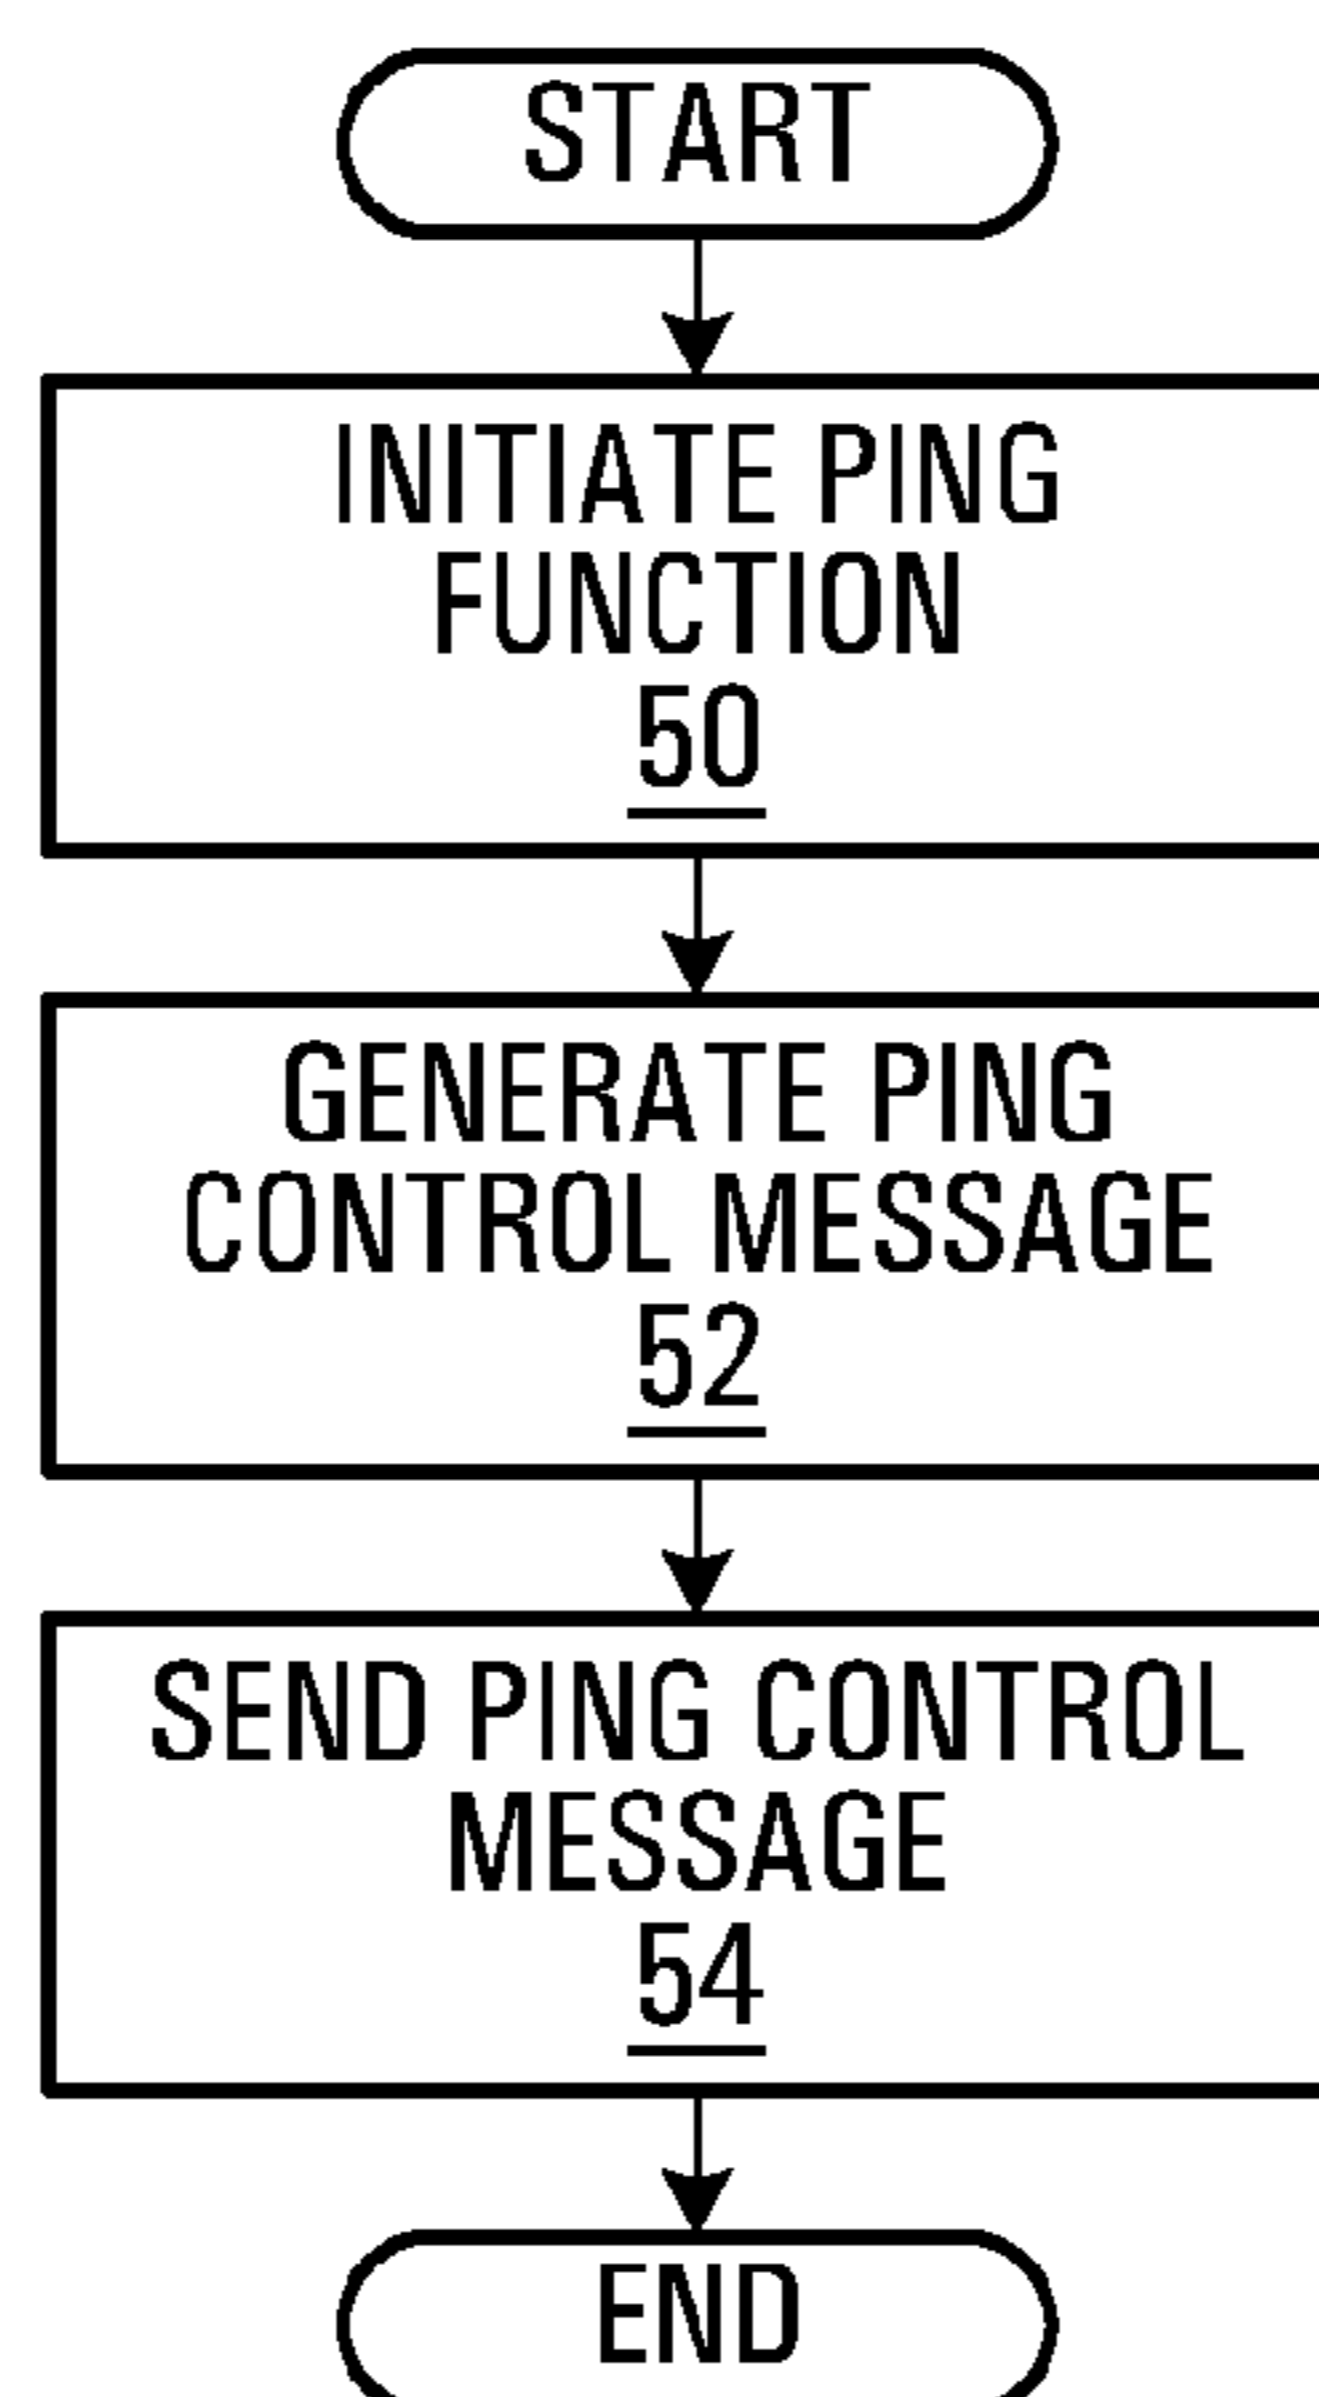 START
INITIATE PING
FUNCTION
50
GENERATE PING
CONTROL MESSAGE
52
SEND PING CONTROL
MESSAGE
54
END